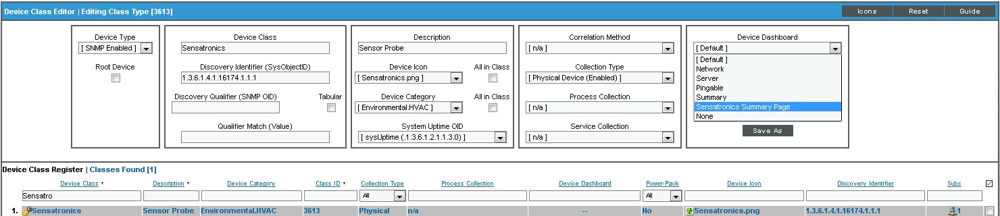 Device Class Editor | Editing Class Type [3613]
Icons
Reset
Guide
Device Type
[ SNMP Enabled ]
Root Device
Device Class
Sensatronics
Discovery Identifier (SysObjectID)
1.3.6.1.4.1.16174.1.1.1
Discovery Qualifier (SNMP OID)
Tabular
Qualifier Match (Value)
Description
Sensor Probe
Device Icon
All in Class
[ Sensatronics.png ]
Device Category
All in Class
[ Environmental.HVAC ]
System Uptime OID
[ sysUptime (.1.3.6.1.2.1.1.3.0) ]
Correlation Method
[ n/a ]
Collection Type
[ Physical Device (Enabled) ]
Process Collection
[ n/a ]
Service Collection
[ n/a ]
Device Dashboard
[ Default ]
[ Default ]
Network
Server
Pingable
Summary
Sensatronics Summary Page
None
Save As
Device Class Register | Classes Found [1]
Device Class Description Device Category Class ID Collection Type Process Collection Device Dashboard Power-Pack Device Icon Discovery Identifier Subs
Sensatro All All
1. Sensatronics Sensor Probe Environmental.HVAC 3613 Physical n/a -- No Sensatronics.png 1.3.6.1.4.1.16174.1.1.1 1